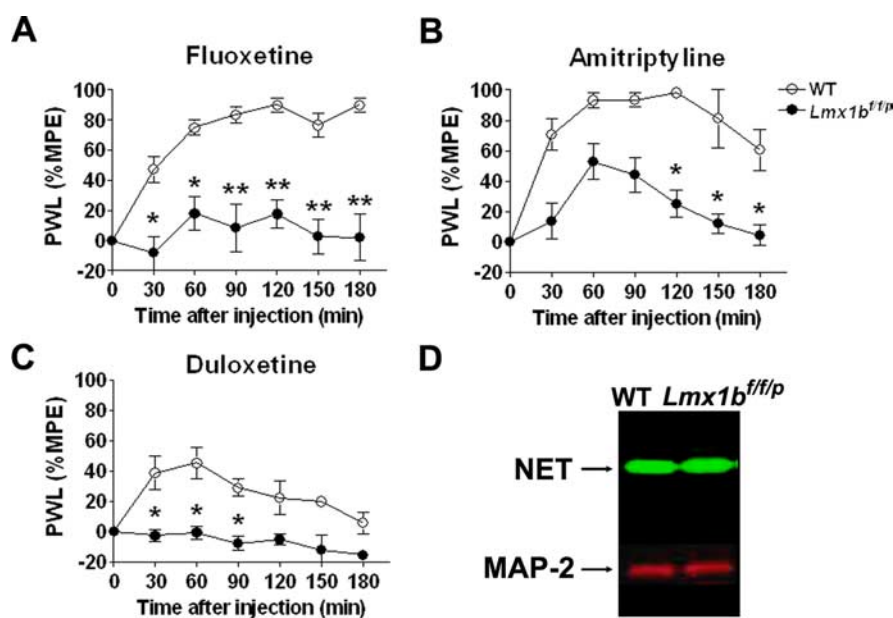 A
Fluoxetine
PWL (%MPE)
100
80
60
40
20
0
-20
* * ** ** ** **
0 30 60 90 120 150 180
Time after injection (min)
B
Amitriptyline
WT
Lmx1b f/f/p
PWL (%MPE)
100
80
60
40
20
0
-20
* * *
0 30 60 90 120 150 180
Time after injection (min)
C
Duloxetine
PWL (%MPE)
100
80
60
40
20
0
-20
* * *
0 30 60 90 120 150 180
Time after injection (min)
D
WT Lmx1b f/f/p
NET
MAP-2